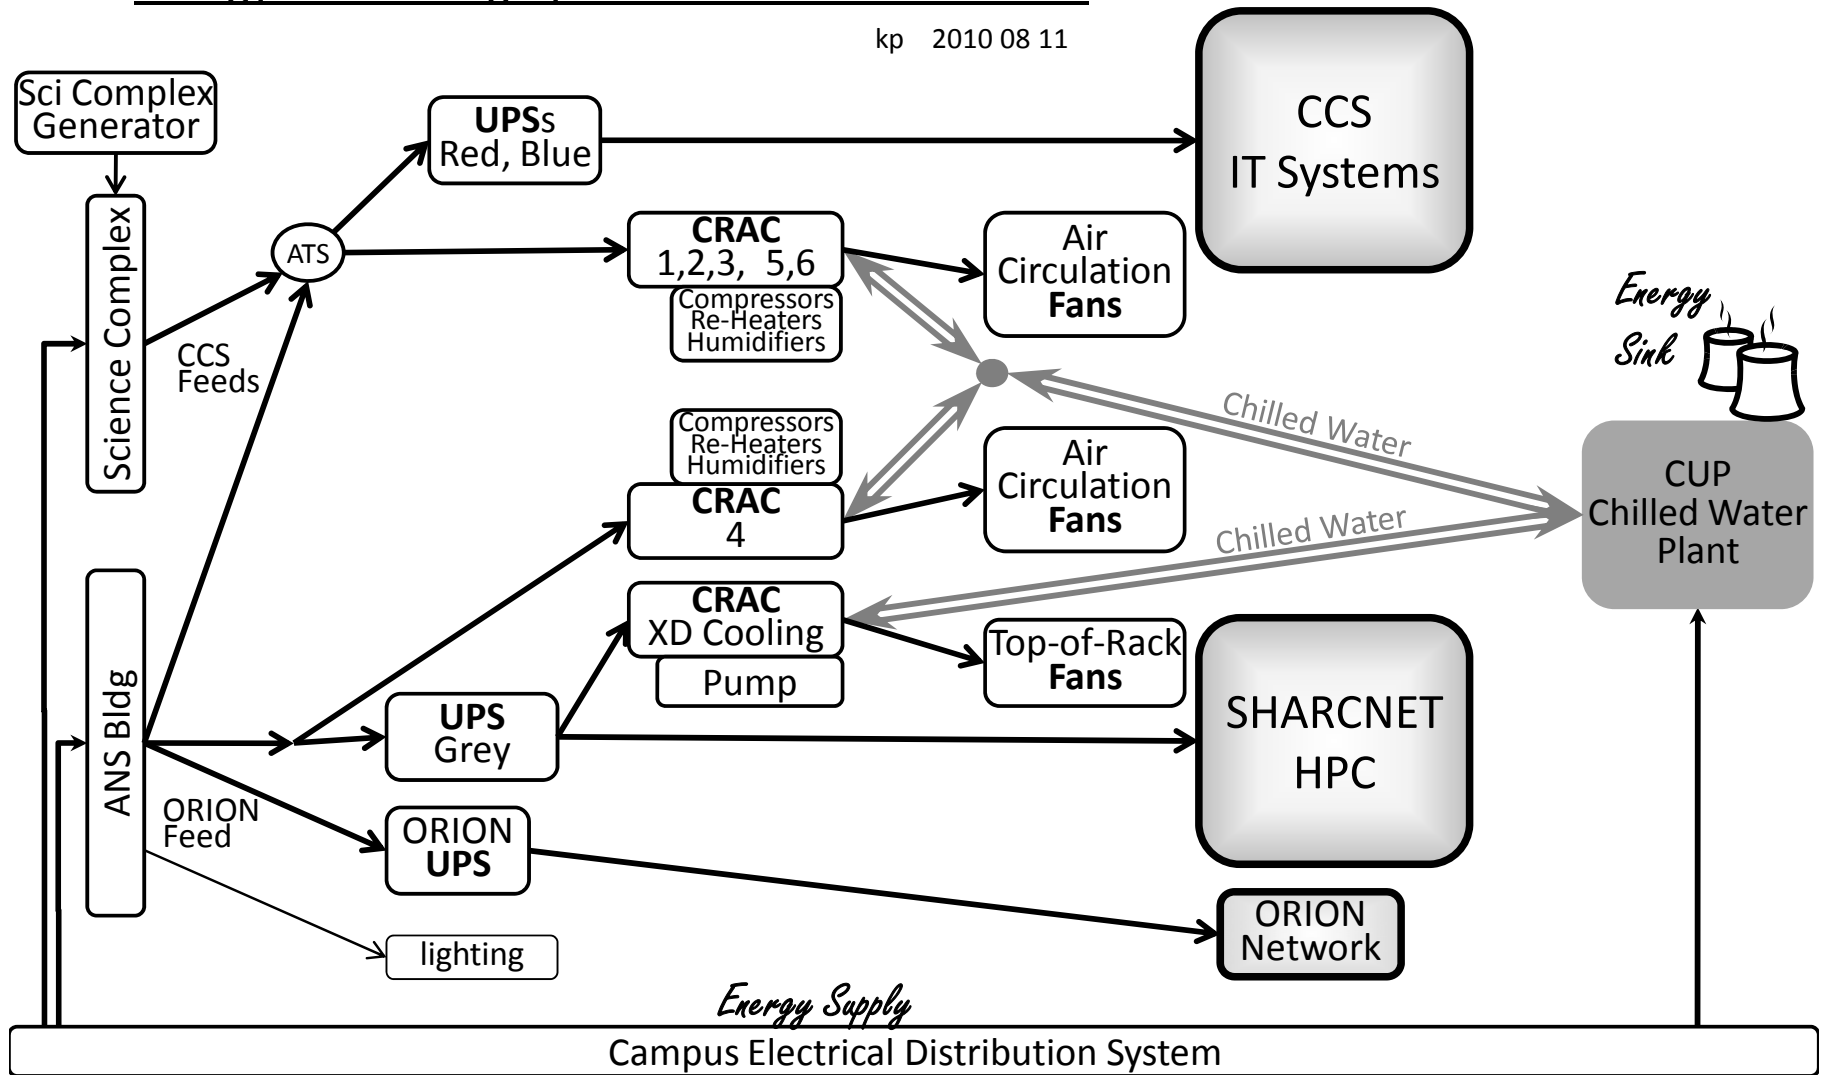 kp 2010 08 11
Sci Complex
Generator
UPSs
Red, Blue
CCS
IT Systems
Science Complex
ATS
CRAC
1,2,3, 5,6
Compressors
Re-Heaters
Humidifiers
Air
Circulation
Fans
Energy
Sink
CCS
Feeds
Chilled Water
Compressors
Re-Heaters
Humidifiers
CRAC
4
Air
Circulation
Fans
Chilled Water
CUP
Chilled Water
Plant
ANS Bldg
CRAC
XD Cooling
Pump
Top-of-Rack
Fans
UPS
Grey
SHARCNET
HPC
ORION
Feed
ORION
UPS
ORION
Network
lighting
Energy Supply
Campus Electrical Distribution System